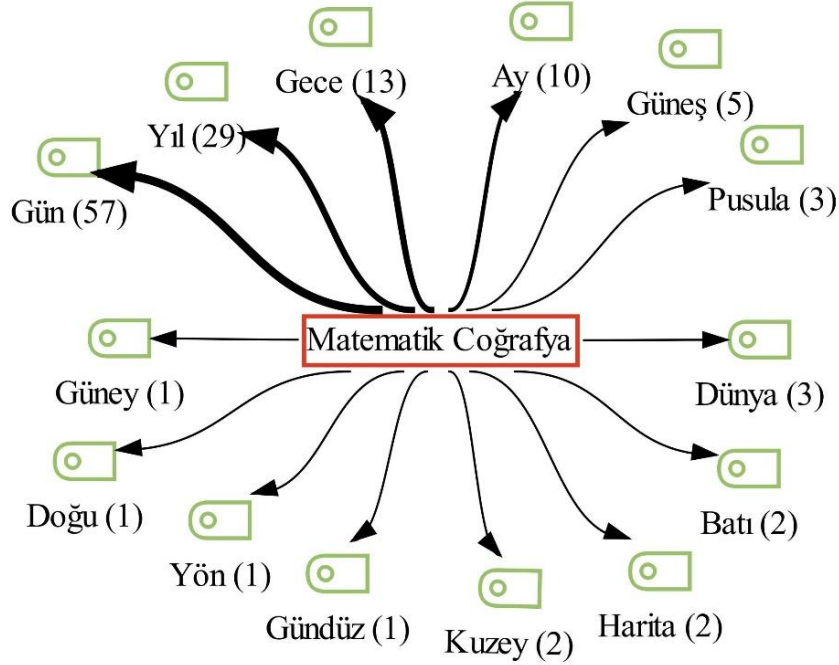 Gece (13)
Ay (10)
Güneş (5)
Yıl (29)
Pusula (3)
Gün (57)
Matematik Coğrafya
Güney (1)
Dünya (3)
Doğu (1)
Batı (2)
Yön (1)
Gündüz (1)
Kuzey (2)
Harita (2)